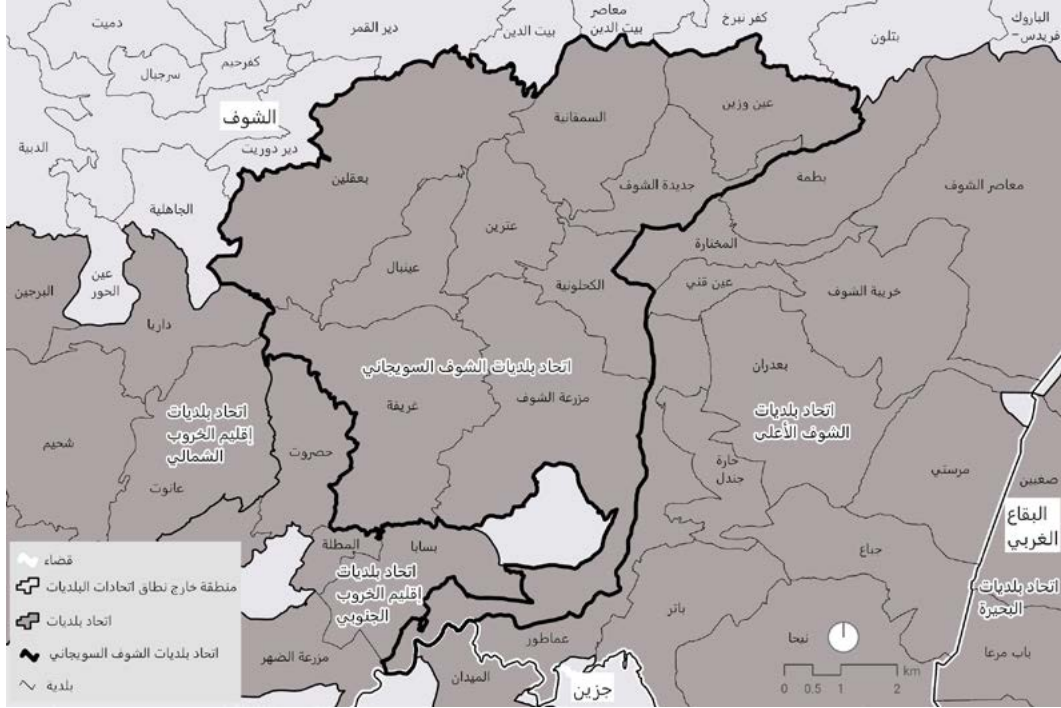 دميت
دير القمر
بيت الدين
معاصر
بيت الدين
كفر نبرخ
بتلون
الباروك
فريديس-
كفرحيم
سرجبال
الشوف
الدبية
دير دوريت
الجاهلية
عين
الحور
البرجين
داريا
شحيم
عانوت
اتحاد بلديات
إقليم الخروب
الشمالي
بعقلين
السمقانية
عين وزين
جديدة الشوف
بطمة
معاصر الشوف
عترين
عينبال
الكحلونية
المختارة
عين قني
خريبة الشوف
بعدران
اتحاد بلديات الشوف السويجاني
غريفة
مزرعة الشوف
حصروت
اتحاد بلديات
الشوف الأعلى
حارة
جندل
مرستي
صغبين
البقاع
الغربي
اتحاد بلديات
البحيرة
جباع
المطلة
بسابا
اتحاد بلديات
إقليم الخروب
الجنوبي
باتر
نيحا
باب مرعا
عماطور
الميدان
جزين
مزرعة الضهر
قضاء
منطقة خارج نطاق اتحادات البلديات
اتحاد بلديات
اتحاد بلديات الشوف السويجاني
بلدية
0 0.5 1 2 km